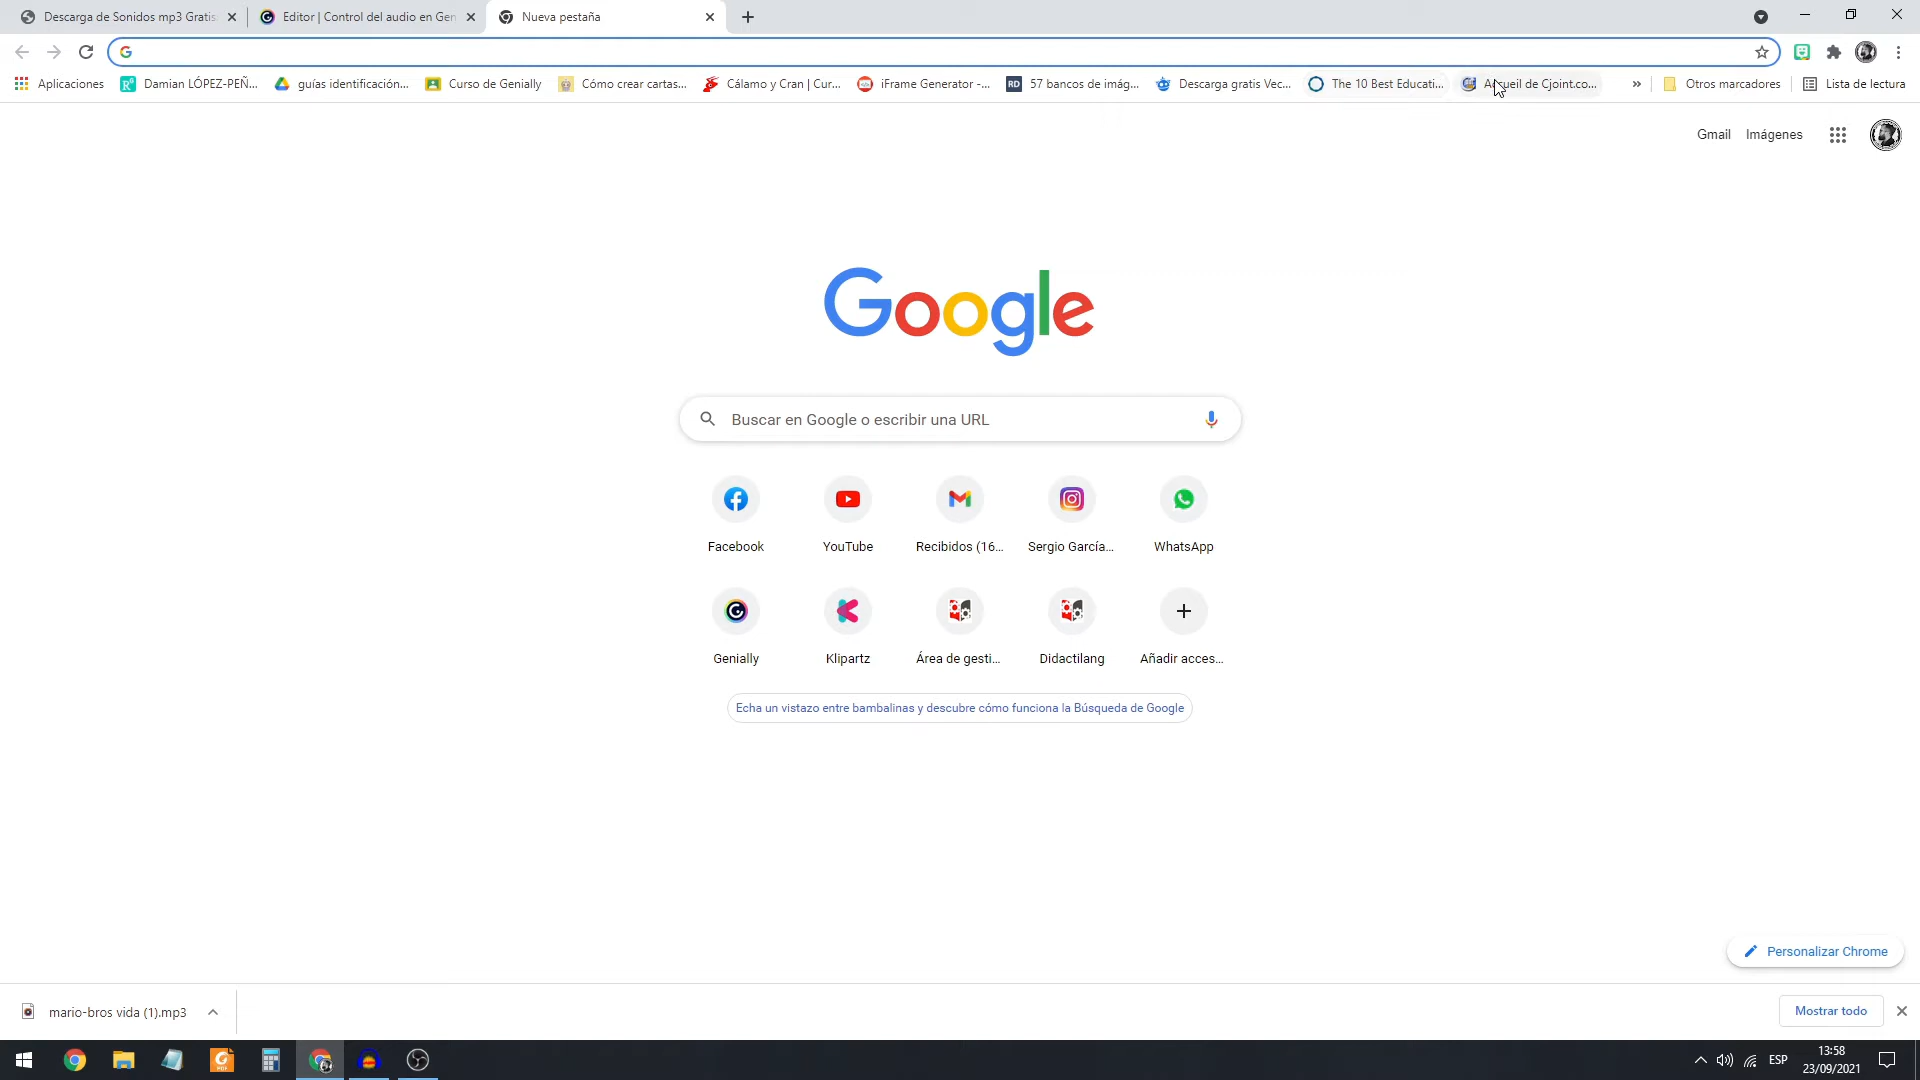 Descarga de Sonidos mp3 Gratis
Editor | Control del audio en Gen
Nueva pestaña
Aplicaciones
Damian LÓPEZ-PEÑ...
guías identificación...
Curso de Genially
Cómo crear cartas...
Cálamo y Cran | Cur...
iFrame Generator -...
RD
57 bancos de imág...
Descarga gratis Vec...
The 10 Best Educati...
Accueil de Cjoint.co...
»
Otros marcadores
Lista de lectura
Gmail
Imágenes
Google
Buscar en Google o escribir una URL
Facebook
YouTube
Recibidos (16...
Sergio García...
WhatsApp
Genially
Klipartz
Área de gesti...
Didactilang
Añadir acces...
Echa un vistazo entre bambalinas y descubre cómo funciona la Búsqueda de Google
Personalizar Chrome
mario-bros vida (1).mp3
Mostrar todo
ESP
13:58
23/09/2021